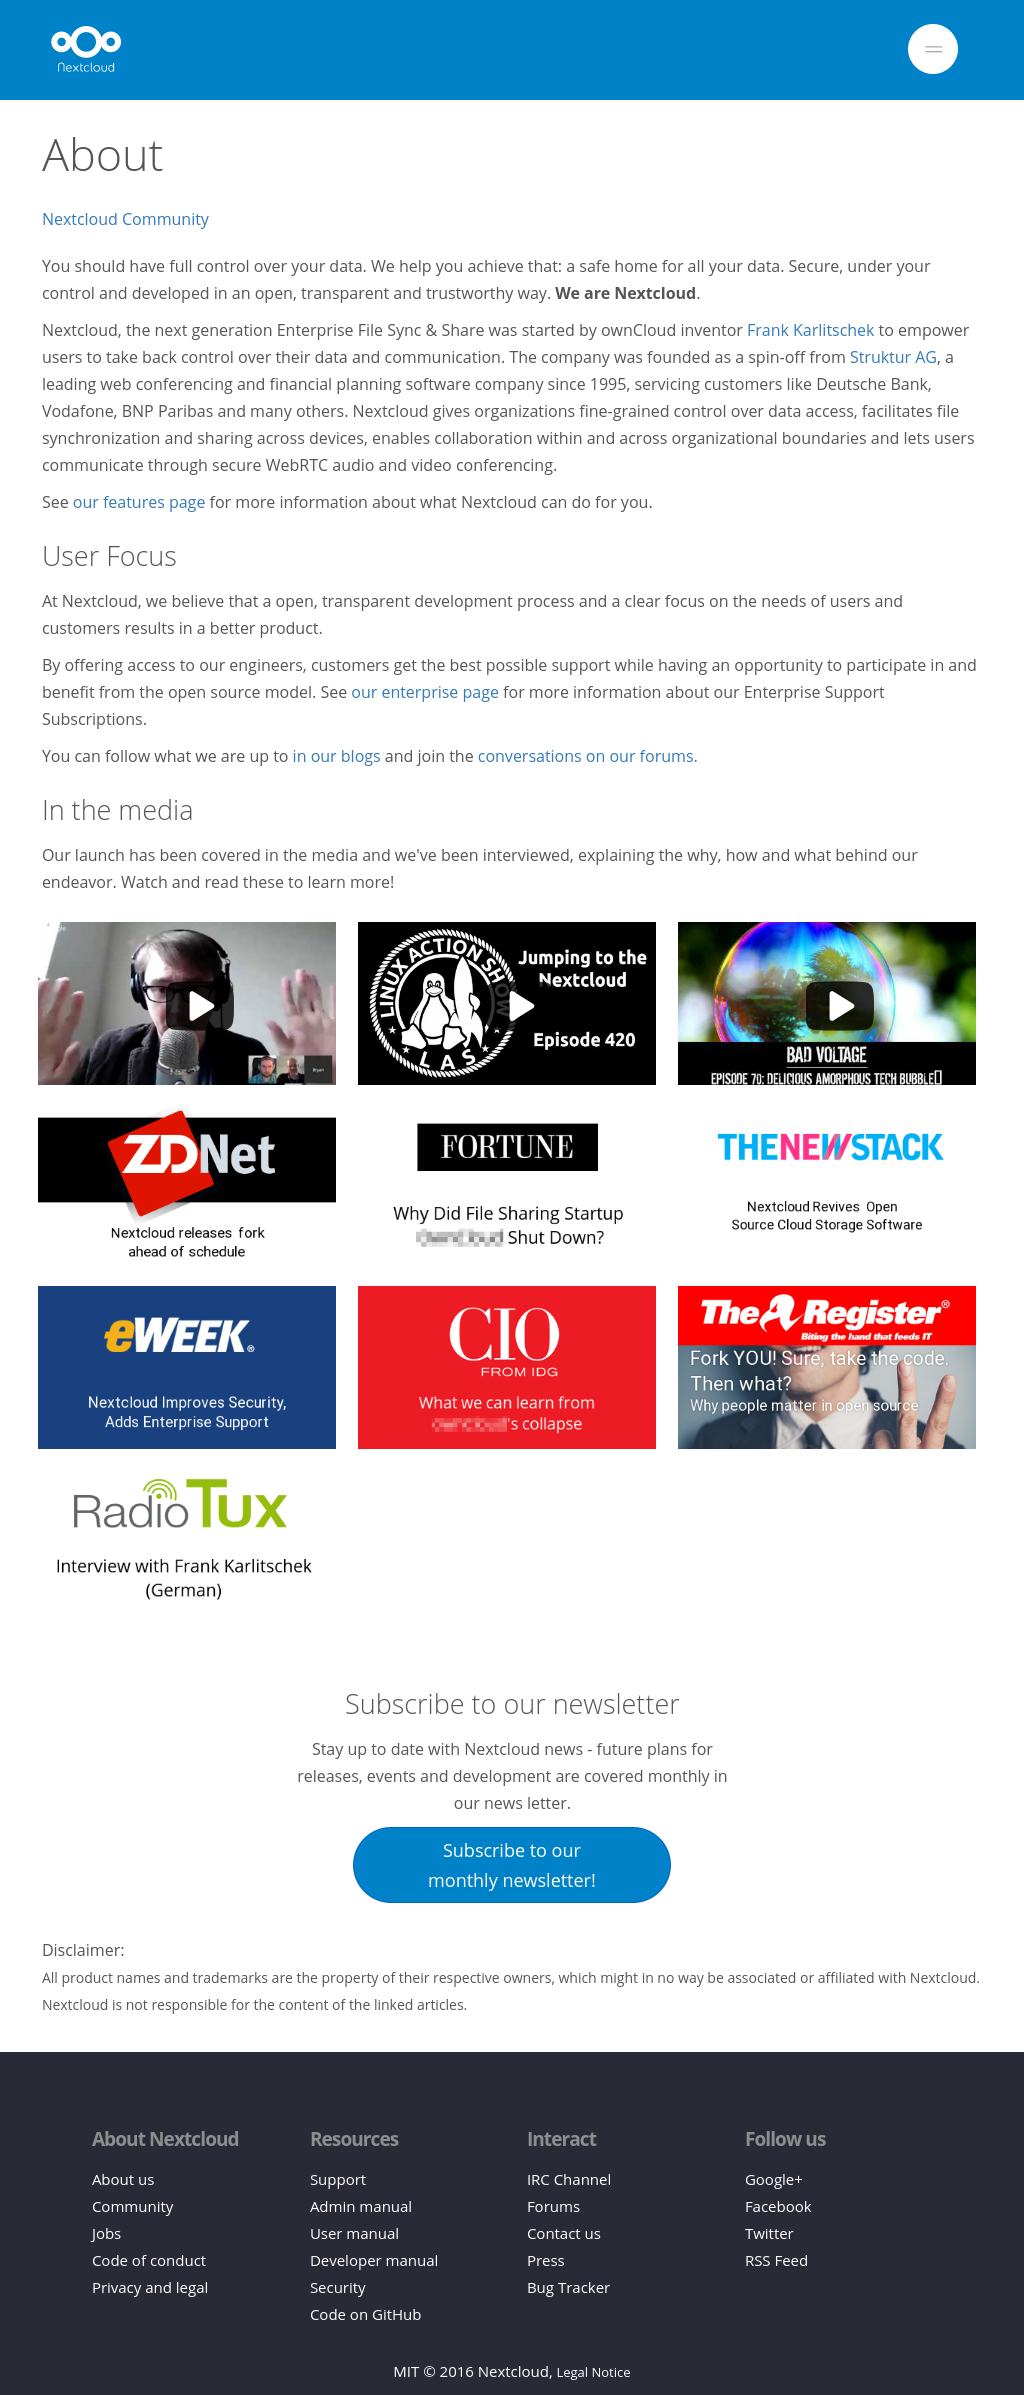 Nextcloud
About
Nextcloud Community
You should have full control over your data. We help you achieve that: a safe home for all your data. Secure, under your
control and developed in an open, transparent and trustworthy way. We are Nextcloud.
Nextcloud, the next generation Enterprise File Sync & Share was started by ownCloud inventor Frank Karlitschek to empower
users to take back control over their data and communication. The company was founded as a spin-off from Struktur AG, a
leading web conferencing and financial planning software company since 1995, servicing customers like Deutsche Bank,
Vodafone, BNP Paribas and many others. Nextcloud gives organizations fine-grained control over data access, facilitates file
synchronization and sharing across devices, enables collaboration within and across organizational boundaries and lets users
communicate through secure WebRTC audio and video conferencing.
See our features page for more information about what Nextcloud can do for you.
User Focus
At Nextcloud, we believe that a open, transparent development process and a clear focus on the needs of users and
customers results in a better product.
By offering access to our engineers, customers get the best possible support while having an opportunity to participate in and
benefit from the open source model. See our enterprise page for more information about our Enterprise Support
Subscriptions.
You can follow what we are up to in our blogs and join the conversations on our forums.
In the media
Our launch has been covered in the media and we've been interviewed, explaining the why, how and what behind our
endeavor. Watch and read these to learn more!
Bryan
LINUX ACTION SHOW
LAS
Jumping to the
Nextcloud
Episode 420
BAD VOLTAGE
EPISODE 70: DELICIOUS AMORPHOUS TECH BUBBLE
ZDNet
Nextcloud releases fork
ahead of schedule
FORTUNE
Why Did File Sharing Startup
Shut Down?
THENEWSTACK
Nextcloud Revives Open
Source Cloud Storage Software
eWEEK®
Nextcloud Improves Security,
Adds Enterprise Support
CIO
FROM IDG
What we can learn from
's collapse
The Register®
Biting the hand that feeds IT
Fork YOU! Sure, take the code.
Then what?
Why people matter in open source
RadioTux
Interview with Frank Karlitschek
(German)
Subscribe to our newsletter
Stay up to date with Nextcloud news - future plans for
releases, events and development are covered monthly in
our news letter.
Subscribe to our
monthly newsletter!
Disclaimer:
All product names and trademarks are the property of their respective owners, which might in no way be associated or affiliated with Nextcloud.
Nextcloud is not responsible for the content of the linked articles.
About Nextcloud
About us
Community
Jobs
Code of conduct
Privacy and legal
Resources
Support
Admin manual
User manual
Developer manual
Security
Code on GitHub
Interact
IRC Channel
Forums
Contact us
Press
Bug Tracker
Follow us
Google+
Facebook
Twitter
RSS Feed
MIT © 2016 Nextcloud, Legal Notice